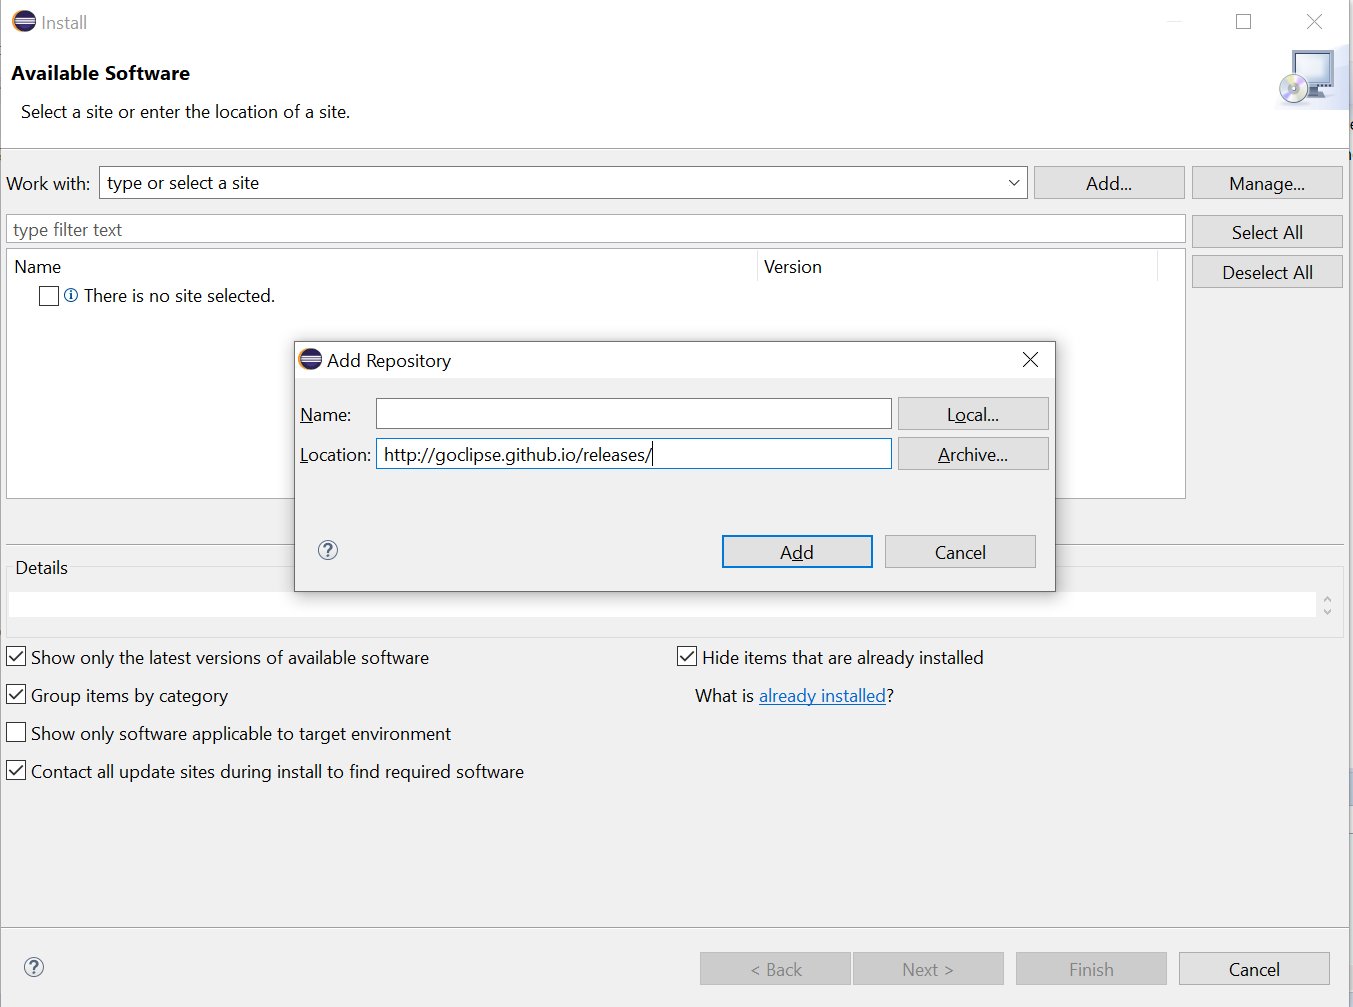 Install
Available Software
Select a site or enter the location of a site.
Work with: type or select a site Add... Manage...
type filter text Select All
Name Version Deselect All
There is no site selected.
Add Repository
Name: Local...
Location: http://goclipse.github.io/releases/ Archive...
Add Cancel
Details
Show only the latest versions of available software Hide items that are already installed
Group items by category What is already installed?
Show only software applicable to target environment
Contact all update sites during install to find required software
< Back Next > Finish Cancel